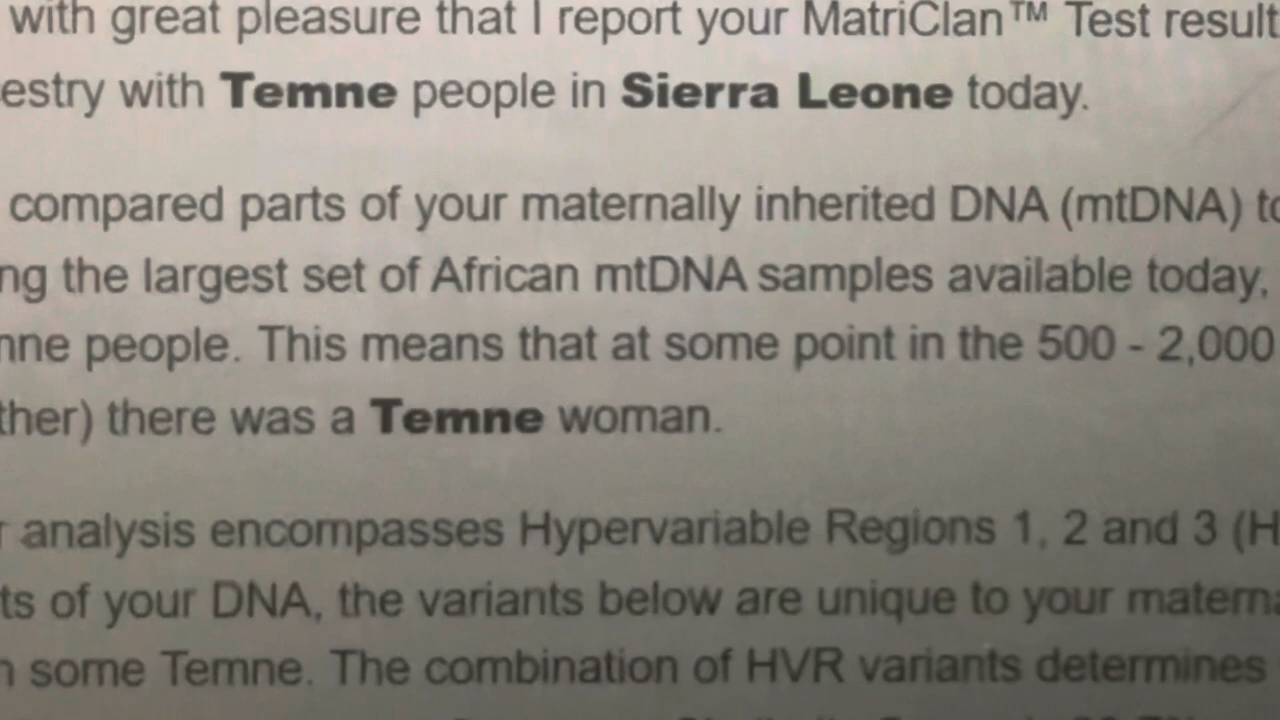 with great pleasure that I report your MatriClan™ Test result
estry with Temne people in Sierra Leone today.
compared parts of your maternally inherited DNA (mtDNA) to
ng the largest set of African mtDNA samples available today,
nne people. This means that at some point in the 500 - 2,000
ther) there was a Temne woman.
r analysis encompasses Hypervariable Regions 1, 2 and 3 (H
ts of your DNA, the variants below are unique to your materna
n some Temne. The combination of HVR variants determines